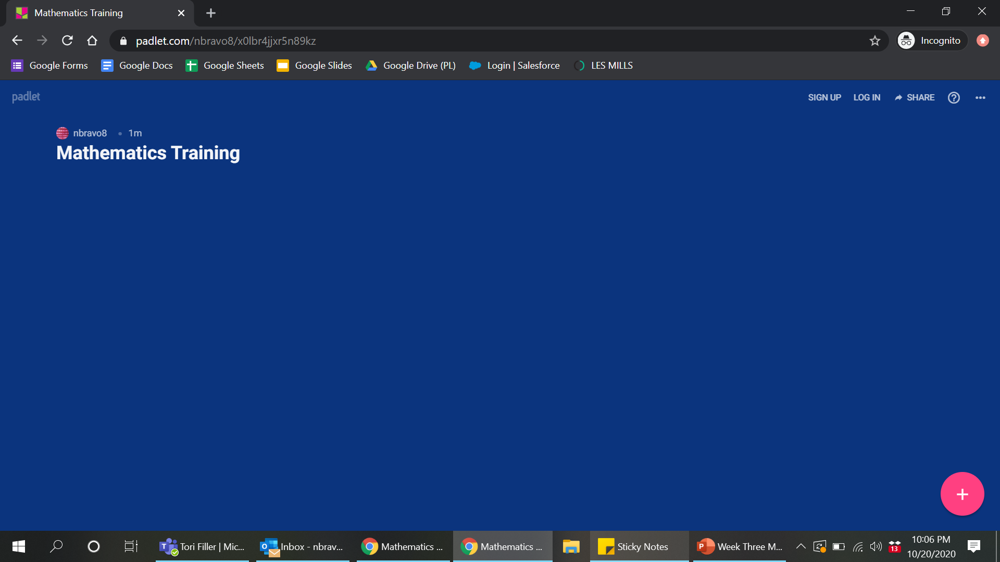 Mathematics Training
padlet.com/nbravo8/x0lbr4jjxr5n89kz
Incognito
Google Forms Google Docs Google Sheets Google Slides Google Drive (PL) Login | Salesforce LES MILLS
padlet
SIGN UP LOG IN SHARE
nbravo8 • 1m
Mathematics Training
Tori Filler | Mic... Inbox - nbrav... Mathematics ... Mathematics ... Sticky Notes Week Three M... 13
10:06 PM
10/20/2020